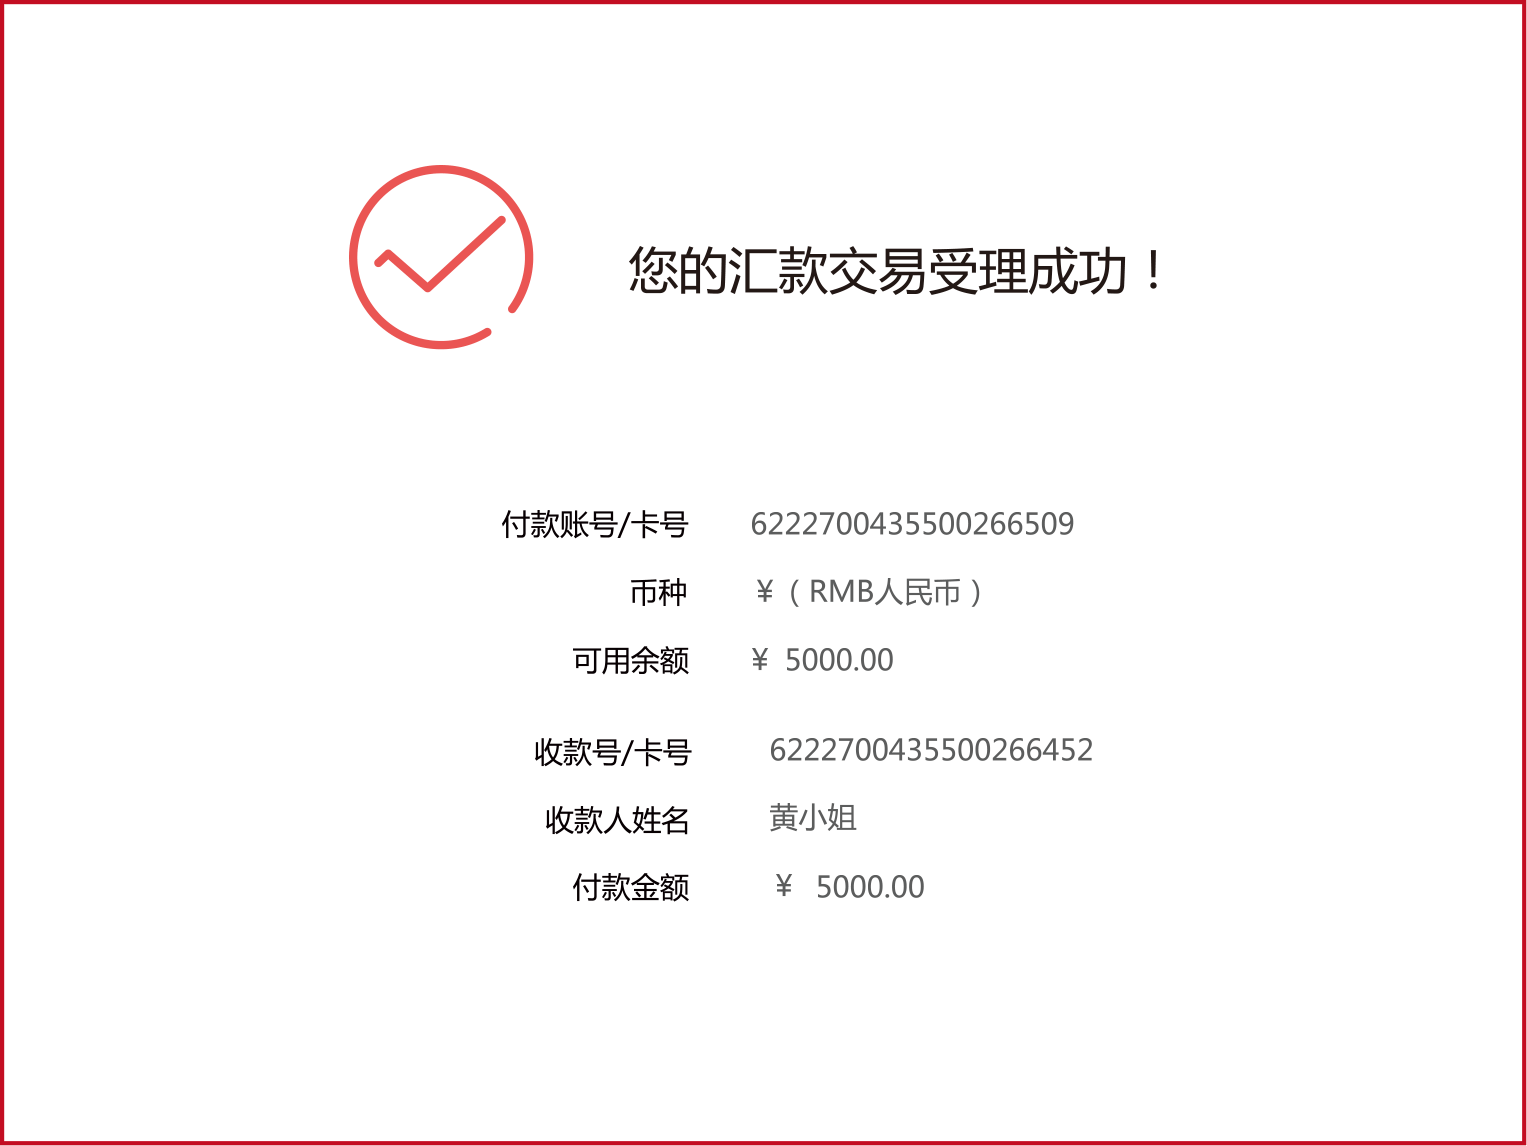 您的汇款交易受理成功！
付款账号/卡号 6222700435500266509
币种 ￥（RMB人民币）
可用余额 ￥ 5000.00
收款号/卡号 6222700435500266452
收款人姓名 黄小姐
付款金额 ￥ 5000.00